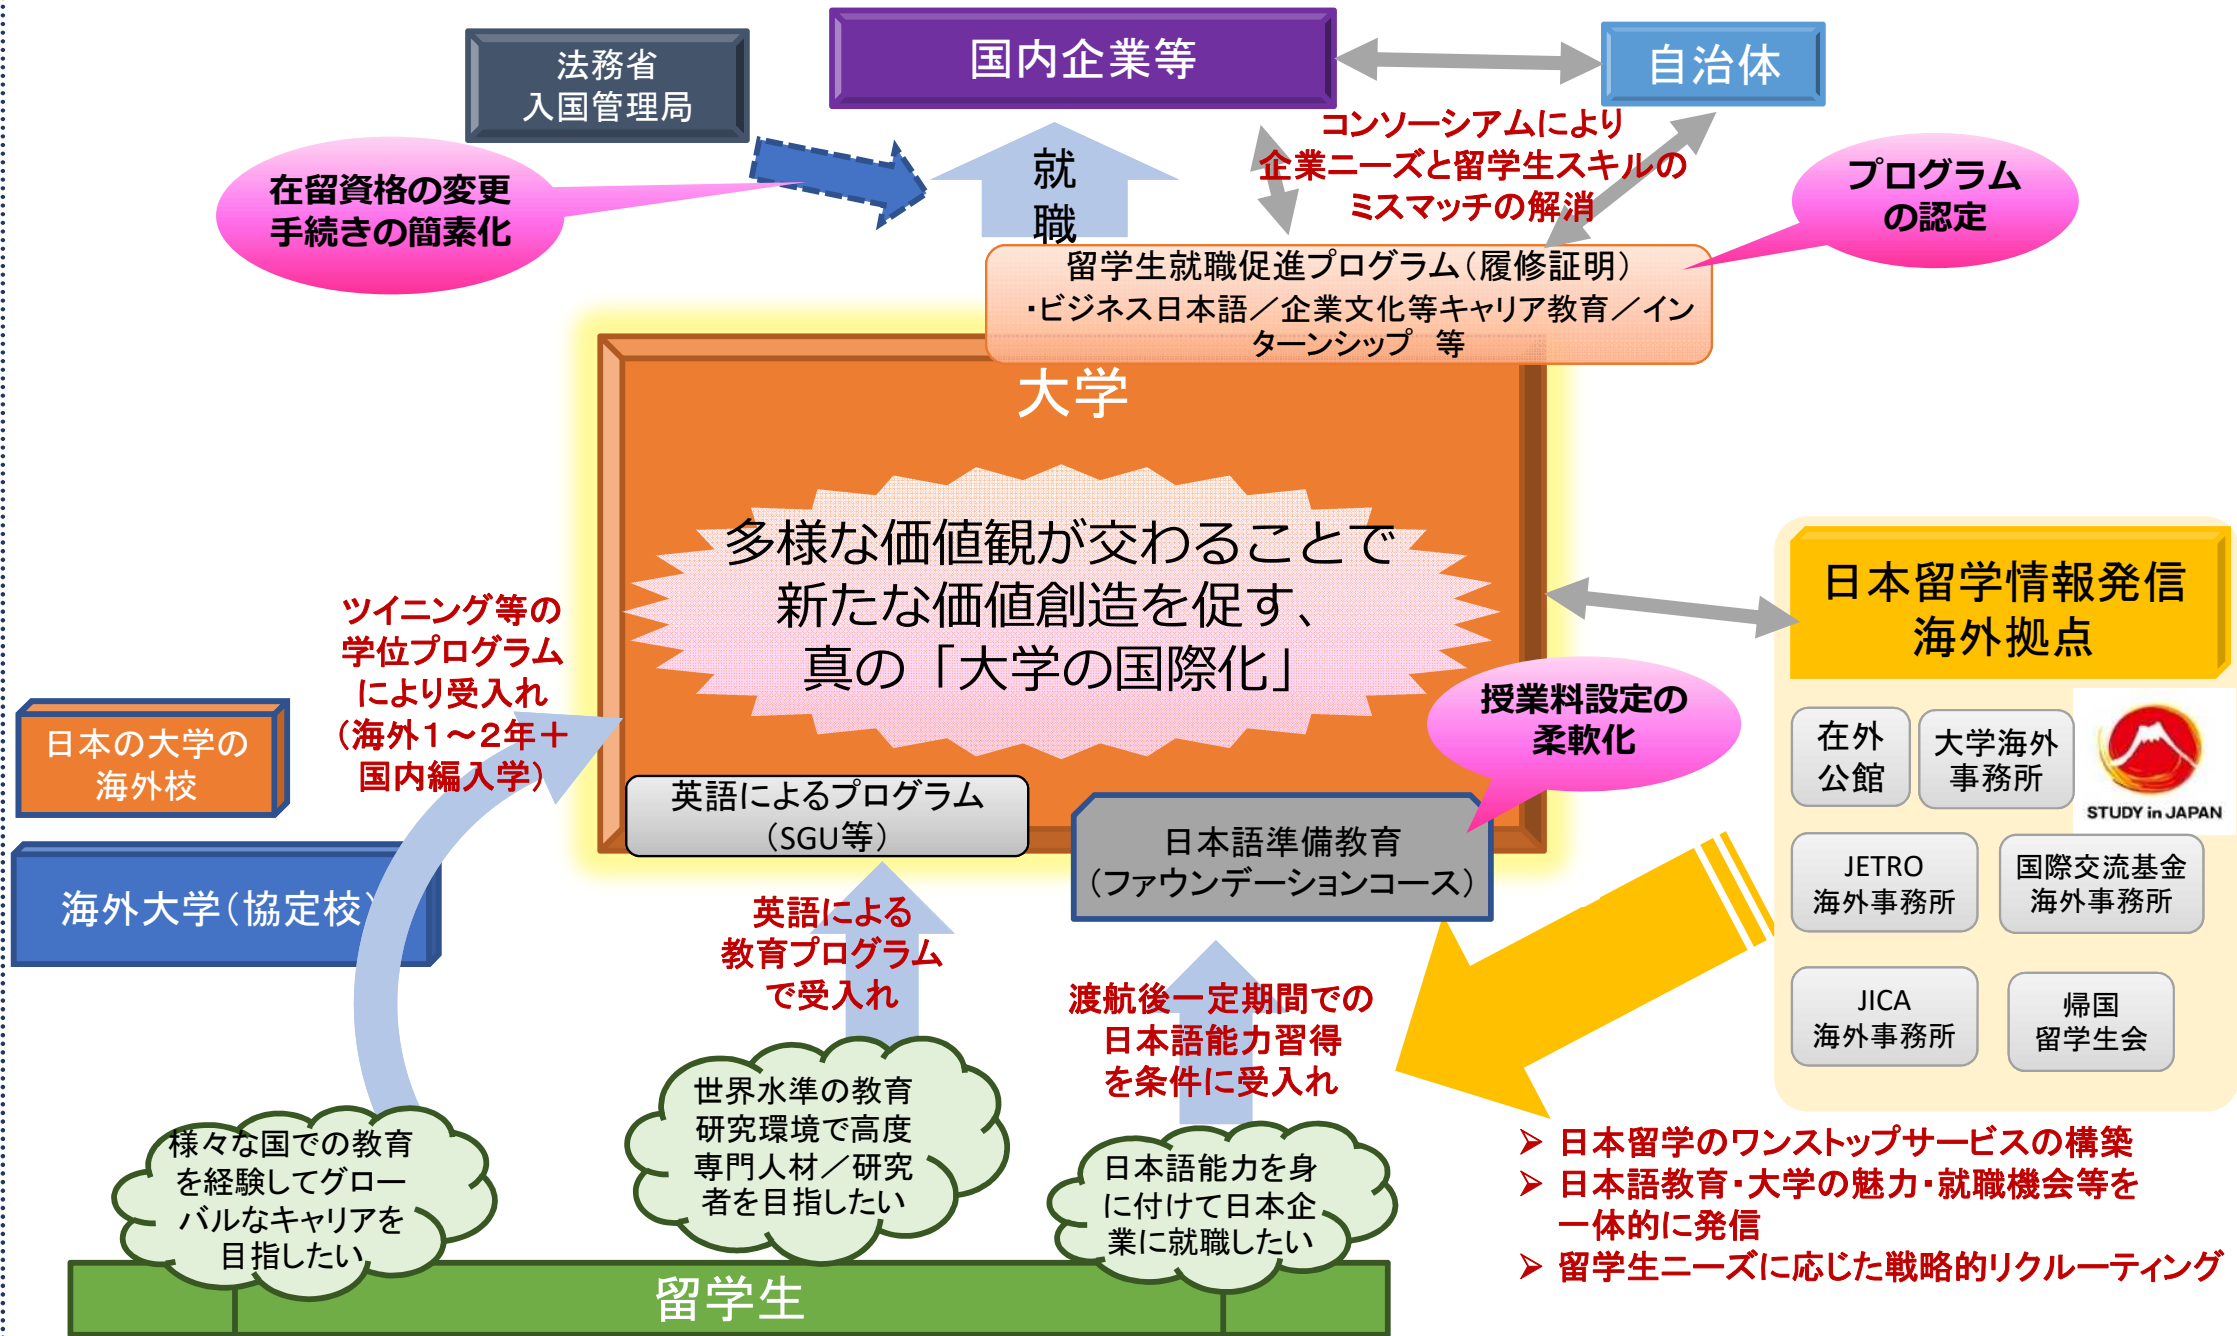 法務省
入国管理局
国内企業等
自治体
在留資格の変更
手続きの簡素化
就
職
コンソーシアムにより
企業ニーズと留学生スキルの
ミスマッチの解消
プログラム
の認定
留学生就職促進プログラム（履修証明）
・ビジネス日本語／企業文化等キャリア教育／イン
ターンシップ　等
大学
多様な価値観が交わることで
新たな価値創造を促す、
真の「大学の国際化」
ツイニング等の
学位プログラム
により受入れ
（海外１～２年＋
国内編入学）
日本の大学の
海外校
海外大学（協定校）
英語によるプログラム
（SGU等）
日本語準備教育
（ファウンデーションコース）
授業料設定の
柔軟化
日本留学情報発信
海外拠点
在外
公館
大学海外
事務所
STUDY in JAPAN
JETRO
海外事務所
国際交流基金
海外事務所
JICA
海外事務所
帰国
留学生会
英語による
教育プログラム
で受入れ
渡航後一定期間での
日本語能力習得
を条件に受入れ
様々な国での教育
を経験してグロー
バルなキャリアを
目指したい
世界水準の教育
研究環境で高度
専門人材／研究
者を目指したい
日本語能力を身
に付けて日本企
業に就職したい
➢ 日本留学のワンストップサービスの構築
➢ 日本語教育・大学の魅力・就職機会等を
一体的に発信
➢ 留学生ニーズに応じた戦略的リクルーティング
留学生